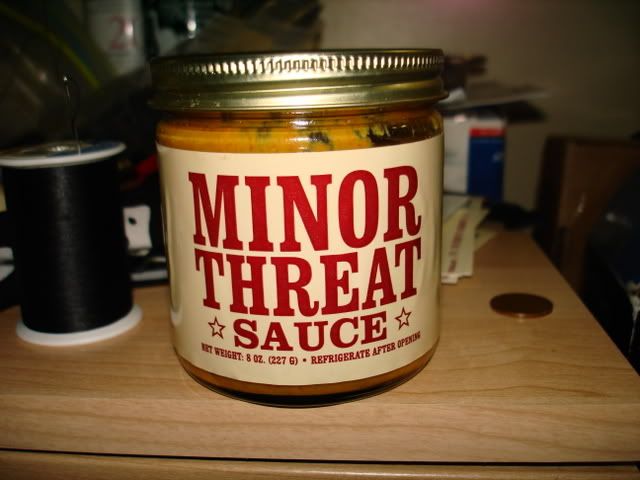 MINOR
THREAT
☆ SAUCE ☆
NET WEIGHT: 8 OZ. (227 G) • REFRIGERATE AFTER OPENING